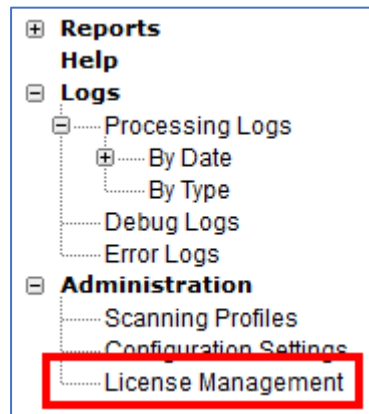 Reports
Help
Logs
Processing Logs
By Date
By Type
Debug Logs
Error Logs
Administration
Scanning Profiles
Configuration Settings
License Management